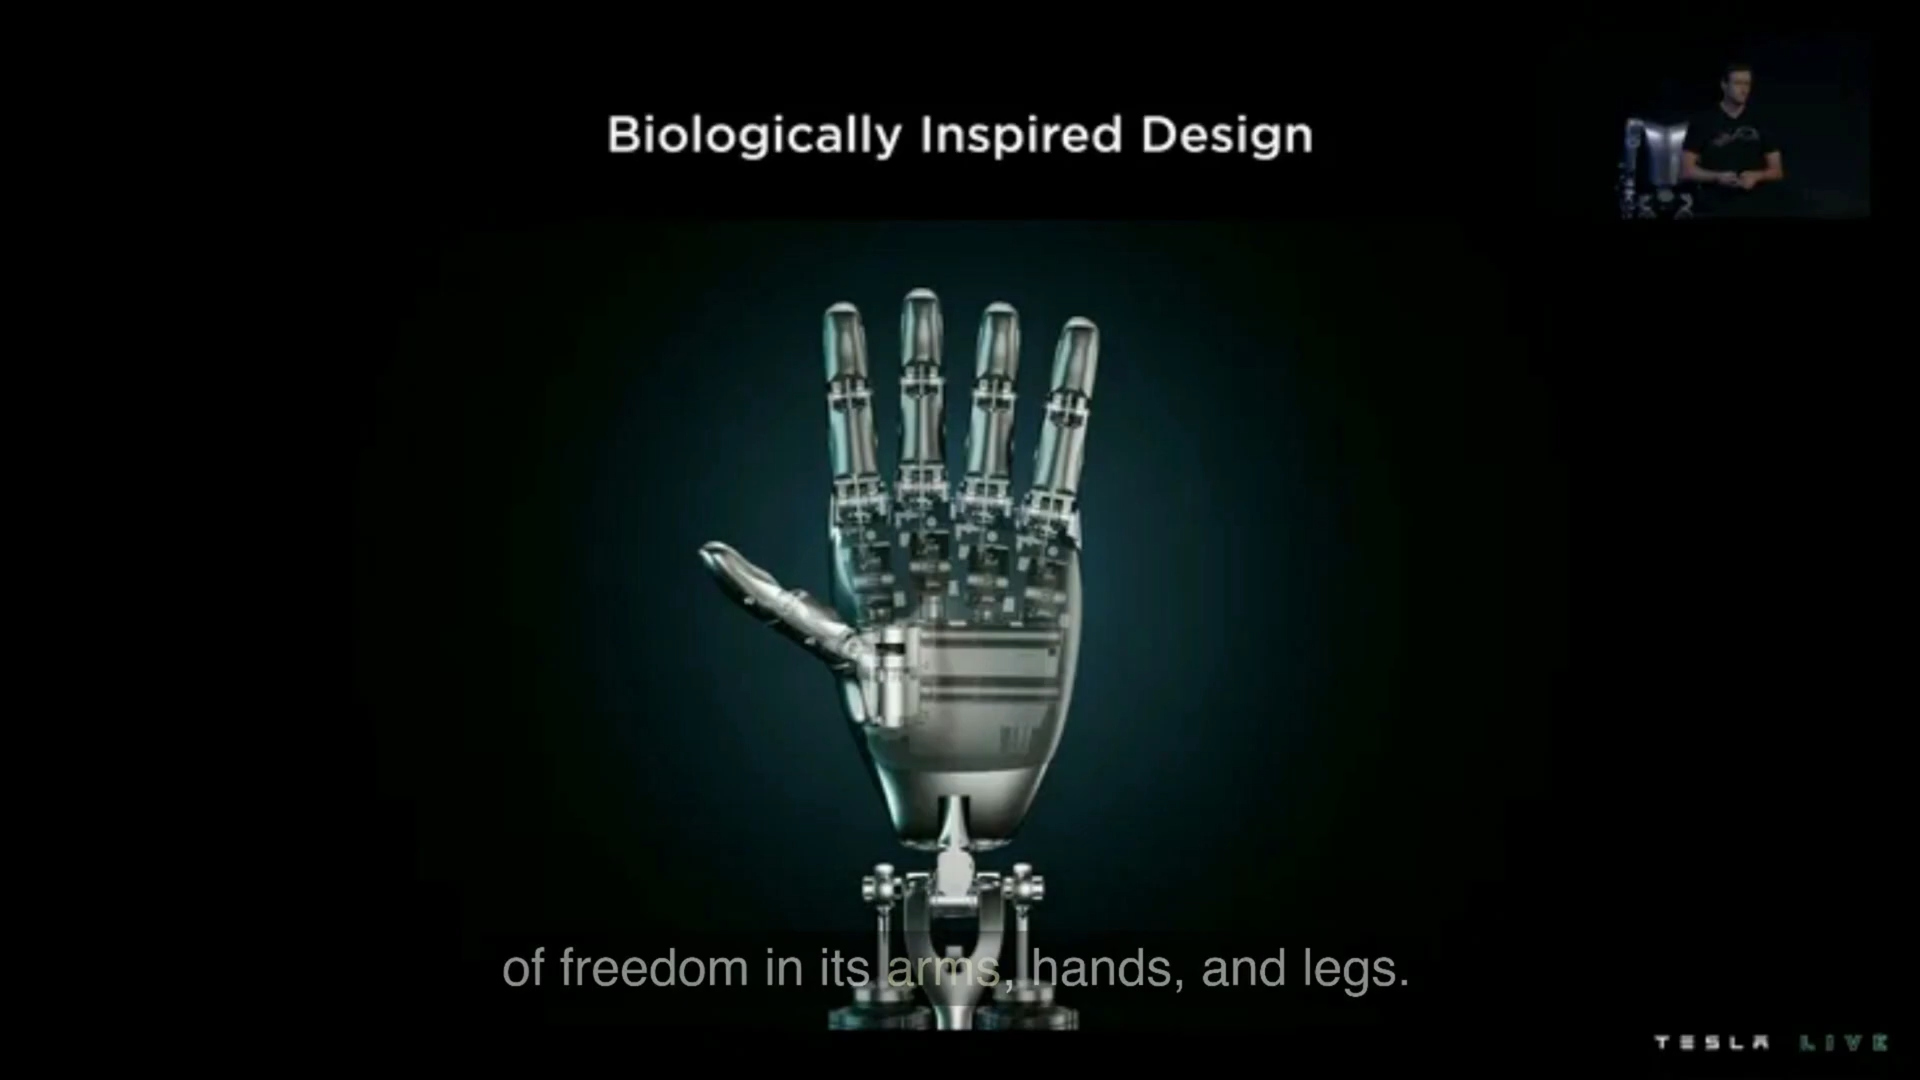 Biologically Inspired Design
of freedom in its arms, hands, and legs.
TESLA LIVE